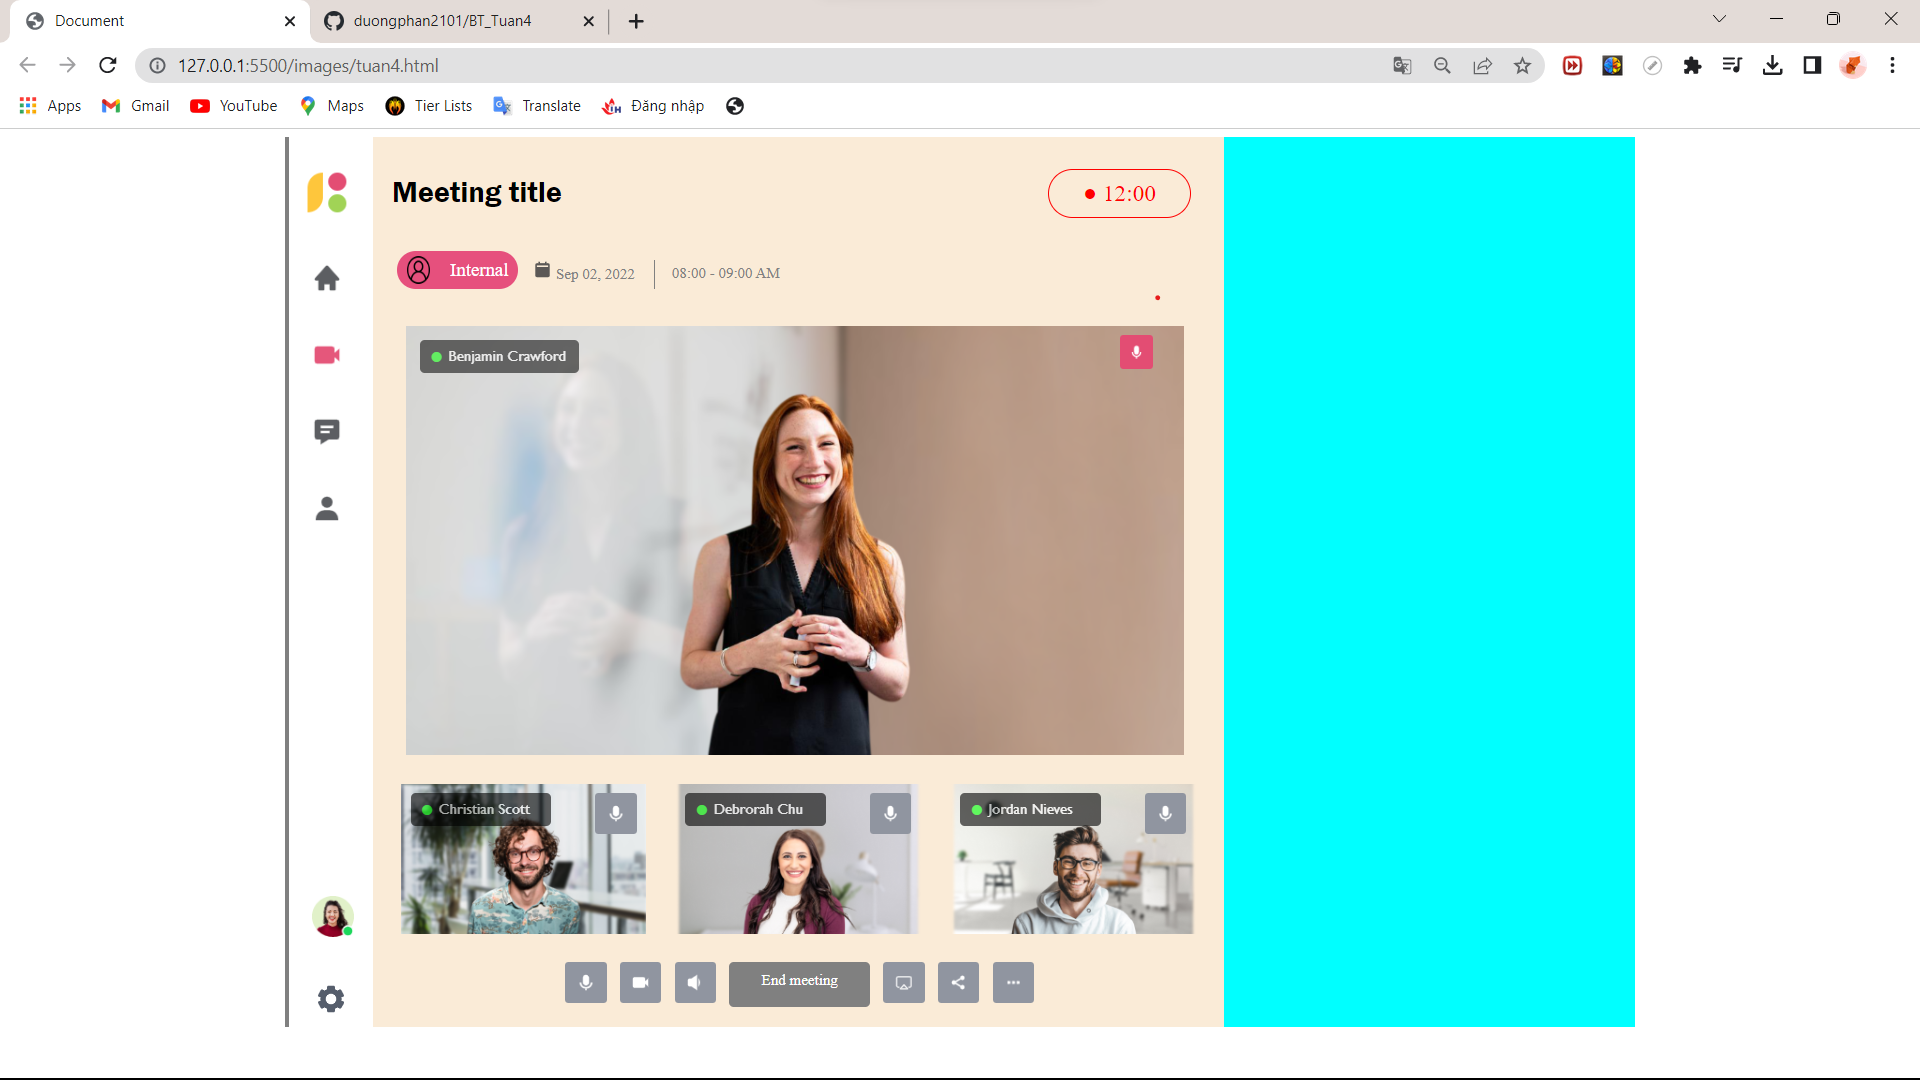 Document
duongphan2101/BT_Tuan4
127.0.0.1:5500/images/tuan4.html
Apps
Gmail
YouTube
Maps
Tier Lists
Translate
Đăng nhập
Meeting title
12:00
Internal
Sep 02, 2022
08:00 - 09:00 AM
Benjamin Crawford
Christian Scott
Debrorah Chu
Jordan Nieves
End meeting